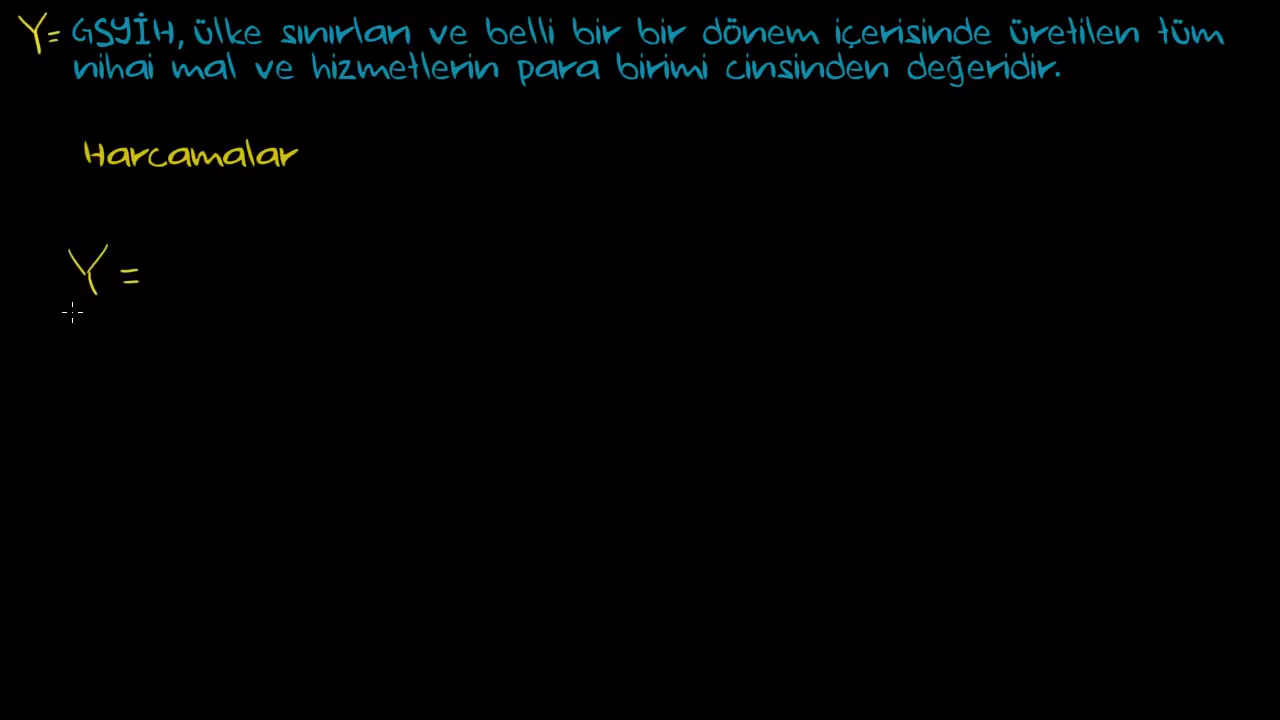 Y= GSYİH, ülke sınırları ve belli bir bir dönem içerisinde üretilen tüm
nihai mal ve hizmetlerin para birimi cinsinden değeridir.
Harcamalar
Y =